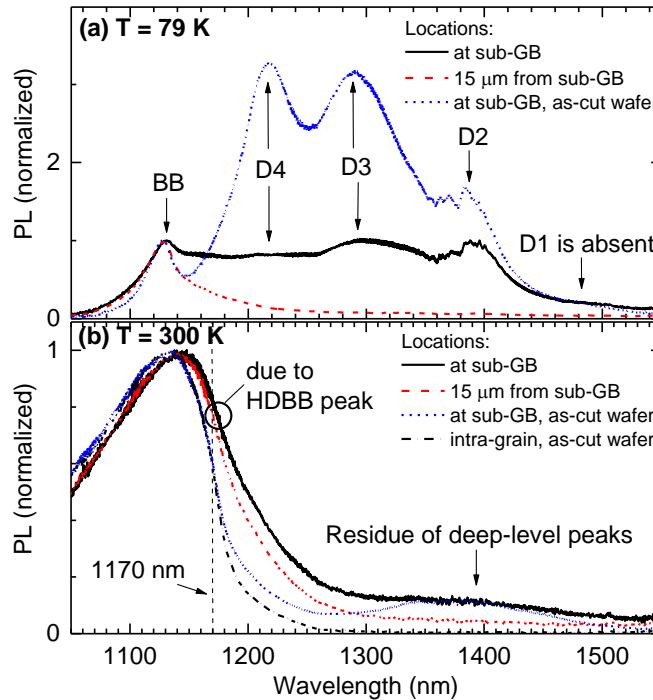 (a) T = 79 K
Locations:
at sub-GB
15 μm from sub-GB
at sub-GB, as-cut wafer
BB
D4
D3
D2
D1 is absent
PL (normalized)
2
0
(b) T = 300 K
Locations:
at sub-GB
15 μm from sub-GB
at sub-GB, as-cut wafer
intra-grain, as-cut wafer
due to
HDBB peak
Residue of deep-level peaks
1170 nm
PL (normalized)
1
0
1100 1200 1300 1400 1500
Wavelength (nm)